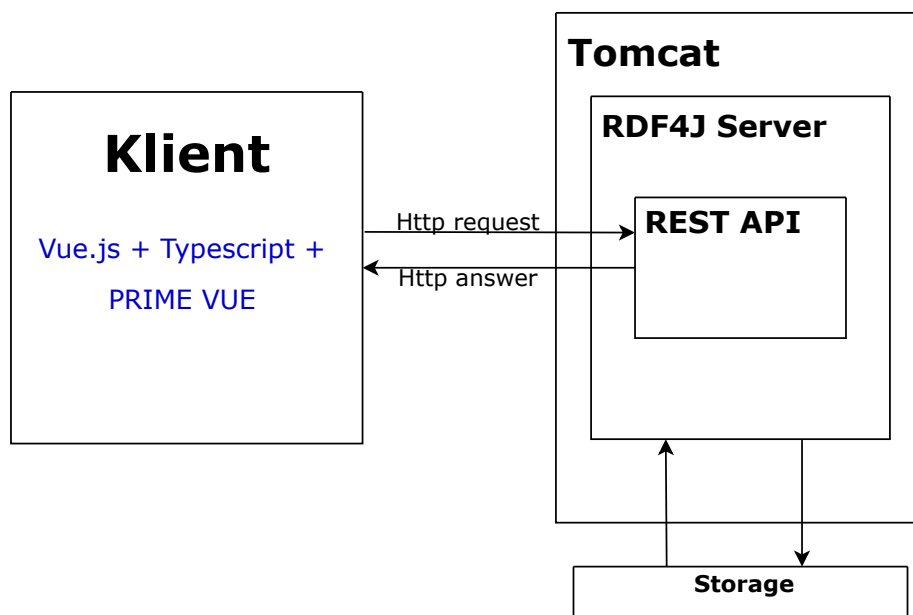 Tomcat
Klient
RDF4J Server
Vue.js + Typescript +
PRIME VUE
Http request
REST API
Http answer
Storage